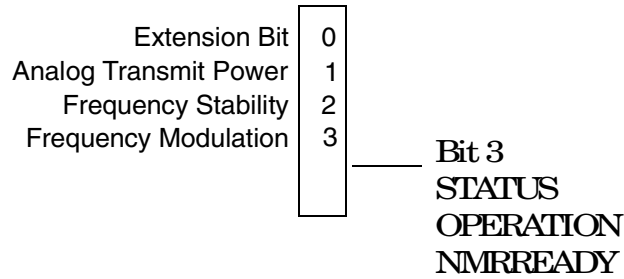 Extension Bit 0
Analog Transmit Power 1
Frequency Stability 2
Frequency Modulation 3
Bit 3
STATUS
OPERATION
NMRREADY